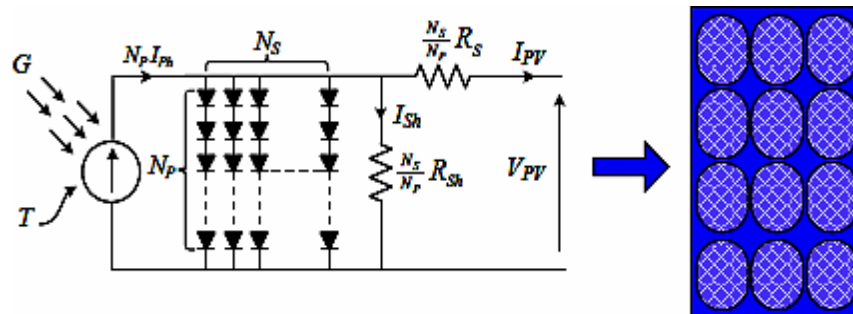 G
N_P I_Ph
N_S
N_S/N_P R_S
I_PV
I_Sh
N_P
N_S/N_P R_Sh
V_PV
T